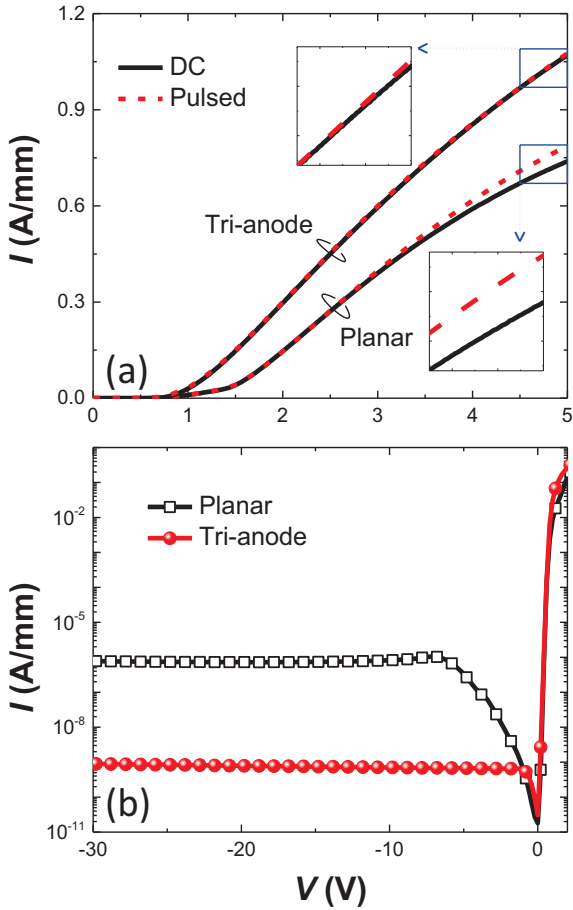 1.2
0.9
0.6
0.3
0.0
I (A/mm)
DC
Pulsed
Tri-anode
Planar
(a)
0 1 2 3 4 5
10-2
10-6
10-8
10-11
I (A/mm)
Planar
Tri-anode
(b)
-30 -20 -10 0
V (V)